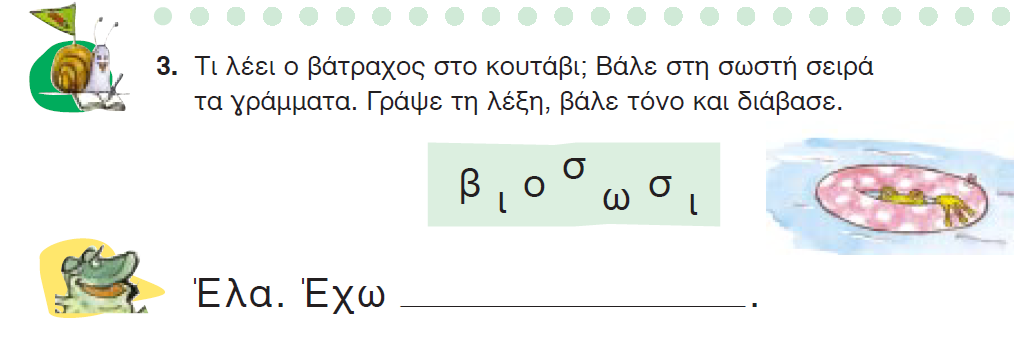 3. Τι λέει ο βάτραχος στο κουτάβι; Βάλε στη σωστή σειρά
τα γράμματα. Γράψε τη λέξη, βάλε τόνο και διάβασε.
β ι ο σ ω σ ι
Έλα. Έχω ______________.